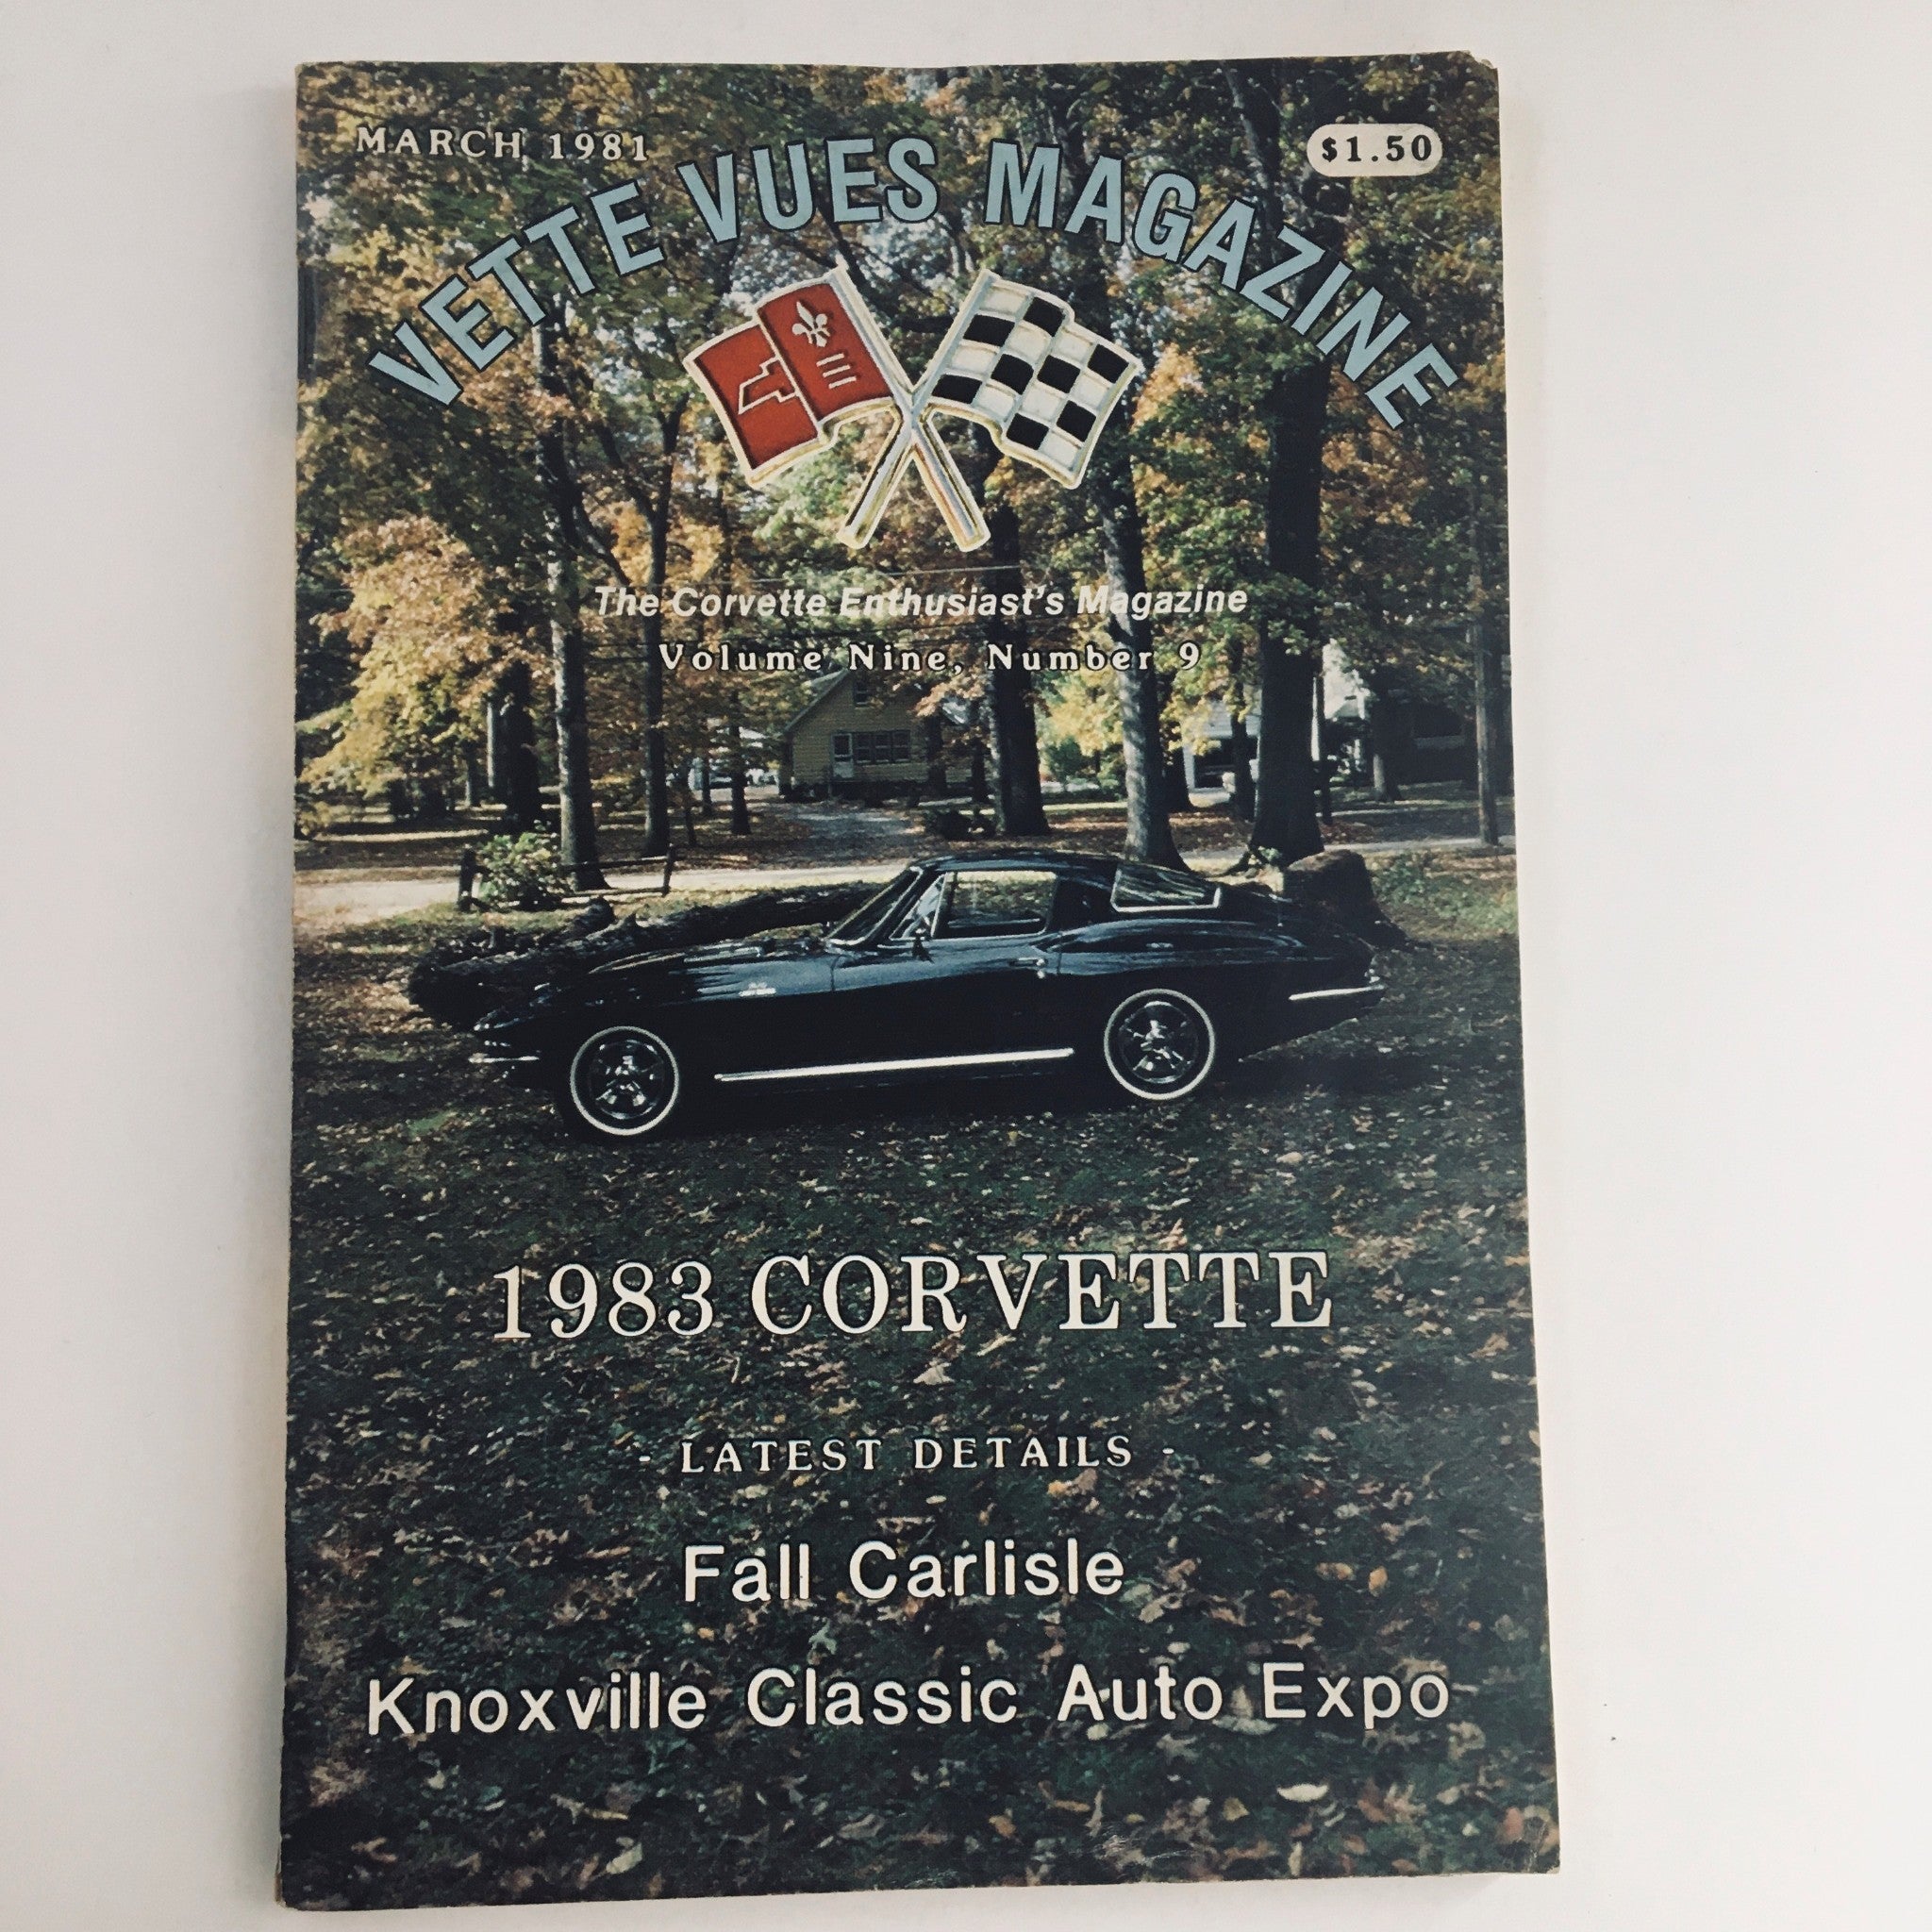 MARCH 1981
$1.50
VETTE VUES MAGAZINE
The Corvette Enthusiast's Magazine
Volume Nine, Number 9
1983 CORVETTE
- LATEST DETAILS -
Fall Carlisle
Knoxville Classic Auto Expo